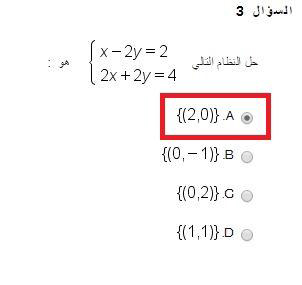 السؤال 3
حل النظام التالي { x−2y=2 هو :
2x+2y=4
{(2,0)} .A
{(0,−1)} .B
{(0,2)} .C
{(1,1)} .D